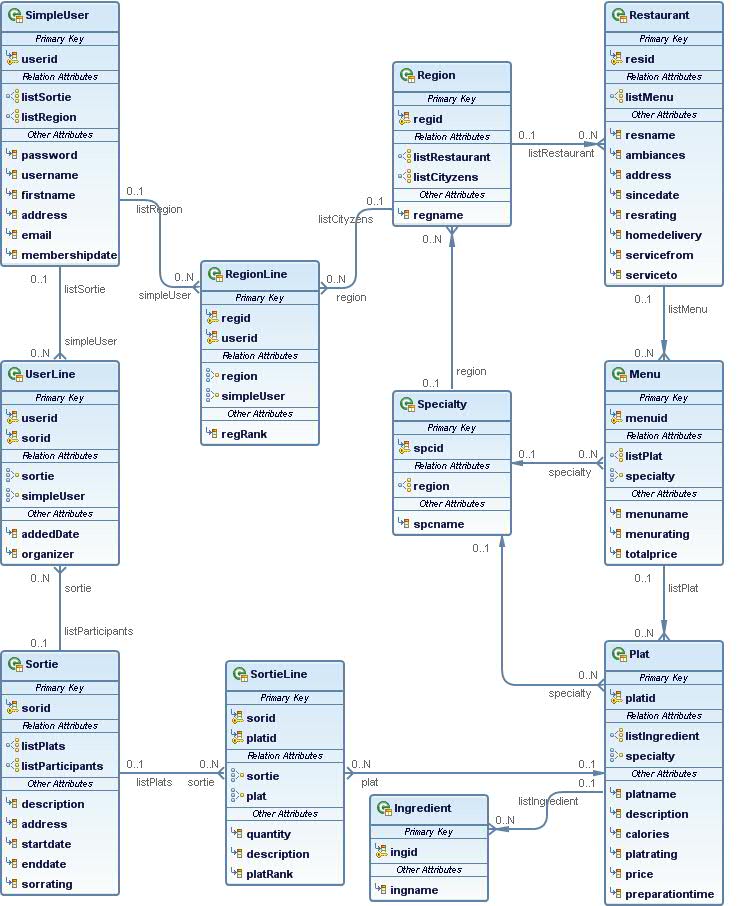 SimpleUser
Primary Key
userid
Relation Attributes
listSortie
listRegion
Other Attributes
password
username
firstname
address
email
membershipdate
Region
Primary Key
regid
Relation Attributes
listRestaurant
listCityzens
Other Attributes
regname
Restaurant
Primary Key
resid
Relation Attributes
listMenu
Other Attributes
resname
ambiances
address
sincedate
resrating
homedelivery
servicefrom
serviceto
0..1
listRegion
0..N
simpleUser
0..1
listCityzens
0..N
region
0..1
listRestaurant
0..N
0..1
listSortie
simpleUser
0..N
RegionLine
Primary Key
regid
userid
Relation Attributes
region
simpleUser
Other Attributes
regRank
0..N
region
0..1
0..1
listMenu
0..N
UserLine
Primary Key
userid
sorid
Relation Attributes
sortie
simpleUser
Other Attributes
addedDate
organizer
Specialty
Primary Key
spcid
Relation Attributes
region
Other Attributes
spcname
0..1
0..N
specialty
Menu
Primary Key
menuid
Relation Attributes
listPlat
specialty
Other Attributes
menuname
menurating
totalprice
0..N
sortie
listParticipants
0..1
0..1
0..N
specialty
0..1
listPlat
0..N
Sortie
Primary Key
sorid
Relation Attributes
listPlats
listParticipants
Other Attributes
description
address
startdate
enddate
sorrating
0..1
listPlats
0..N
sortie
SortieLine
Primary Key
sorid
platid
Relation Attributes
sortie
plat
Other Attributes
quantity
description
platRank
0..N
plat
0..1
0..1
listIngredient
0..N
Ingredient
Primary Key
ingid
Other Attributes
ingname
Plat
Primary Key
platid
Relation Attributes
listIngredient
specialty
Other Attributes
platname
description
calories
platrating
price
preparationtime